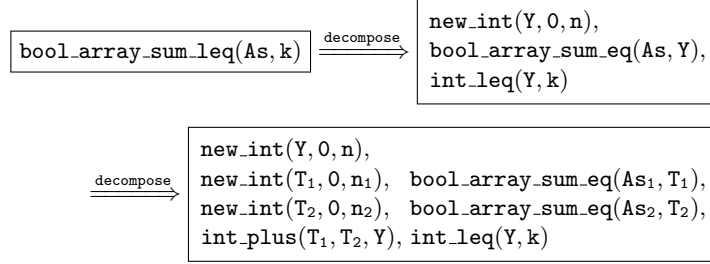 bool_array_sum_leq(As, k)
decompose
new_int(Y, 0, n),
bool_array_sum_eq(As, Y),
int_leq(Y, k)
decompose
new_int(Y, 0, n),
new_int(T₁, 0, n₁), bool_array_sum_eq(As₁, T₁),
new_int(T₂, 0, n₂), bool_array_sum_eq(As₂, T₂),
int_plus(T₁, T₂, Y), int_leq(Y, k)